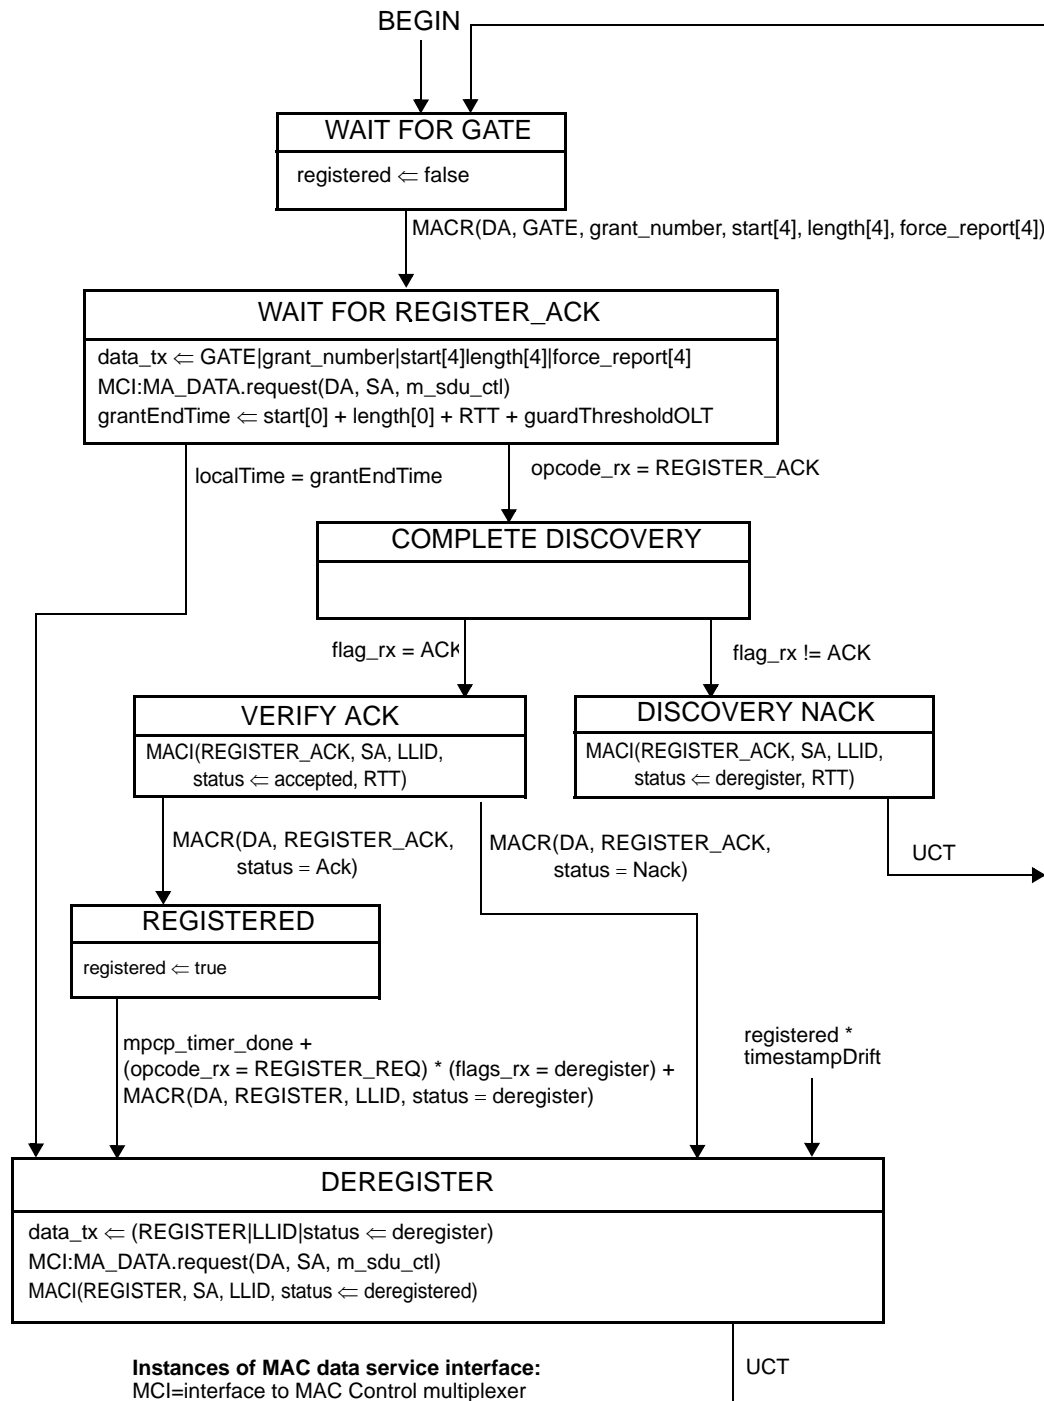 BEGIN
WAIT FOR GATE
registered ⇐ false
MACR(DA, GATE, grant_number, start[4], length[4], force_report[4])
WAIT FOR REGISTER_ACK
data_tx ⇐ GATE|grant_number|start[4]length[4]|force_report[4]
MCI:MA_DATA.request(DA, SA, m_sdu_ctl)
grantEndTime ⇐ start[0] + length[0] + RTT + guardThresholdOLT
localTime = grantEndTime
opcode_rx = REGISTER_ACK
COMPLETE DISCOVERY
flag_rx = ACK
flag_rx != ACK
VERIFY ACK
MACI(REGISTER_ACK, SA, LLID,
status ⇐ accepted, RTT)
DISCOVERY NACK
MACI(REGISTER_ACK, SA, LLID,
status ⇐ deregister, RTT)
MACR(DA, REGISTER_ACK,
status = Ack)
MACR(DA, REGISTER_ACK,
status = Nack)
UCT
REGISTERED
registered ⇐ true
mpcp_timer_done +
(opcode_rx = REGISTER_REQ) * (flags_rx = deregister) +
MACR(DA, REGISTER, LLID, status = deregister)
registered *
timestampDrift
DEREGISTER
data_tx ⇐ (REGISTER|LLID|status ⇐ deregister)
MCI:MA_DATA.request(DA, SA, m_sdu_ctl)
MACI(REGISTER, SA, LLID, status ⇐ deregistered)
UCT
Instances of MAC data service interface:
MCI=interface to MAC Control multiplexer